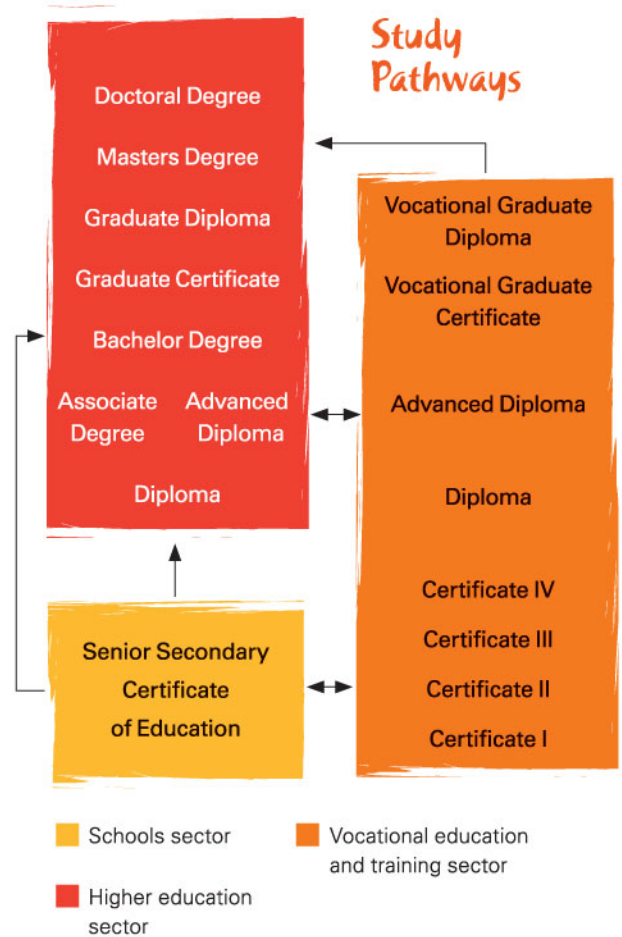 Study
Pathways
Doctoral Degree
Masters Degree
Graduate Diploma
Graduate Certificate
Bachelor Degree
Associate
Degree
Advanced
Diploma
Diploma
Vocational Graduate
Diploma
Vocational Graduate
Certificate
Advanced Diploma
Diploma
Certificate IV
Certificate III
Certificate II
Certificate I
Senior Secondary
Certificate
of Education
Schools sector
Higher education
sector
Vocational education
and training sector